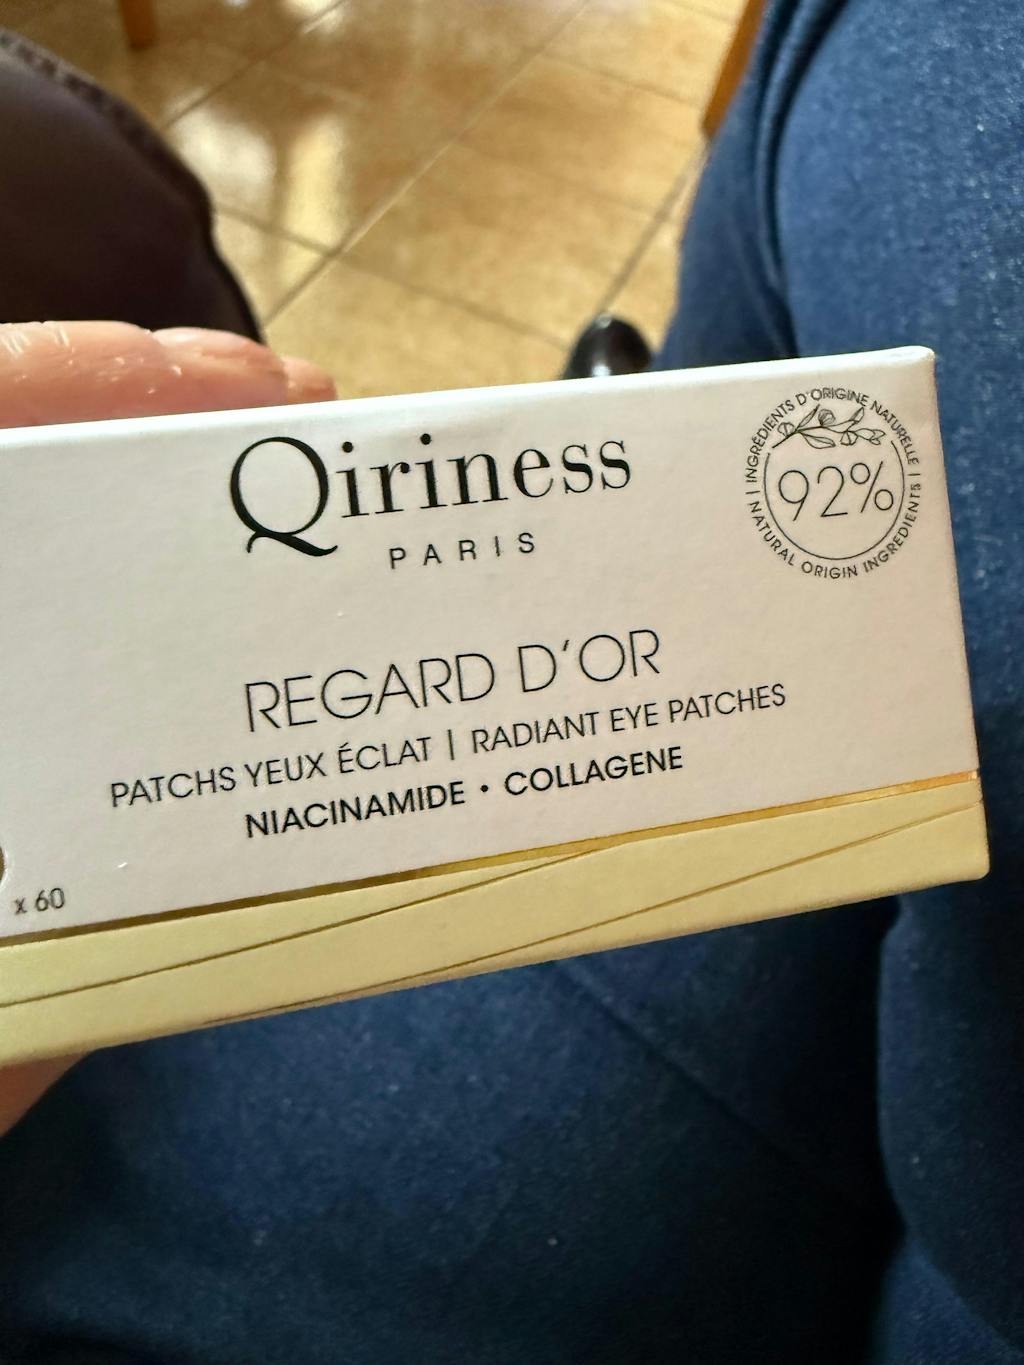 Qiriness
PARIS
INGRÉDIENTS D'ORIGINE NATURELLE |
92%
NATURAL ORIGIN INGREDIENTS |
REGARD D'OR
PATCHS YEUX ÉCLAT | RADIANT EYE PATCHES
NIACINAMIDE • COLLAGENE
x 60